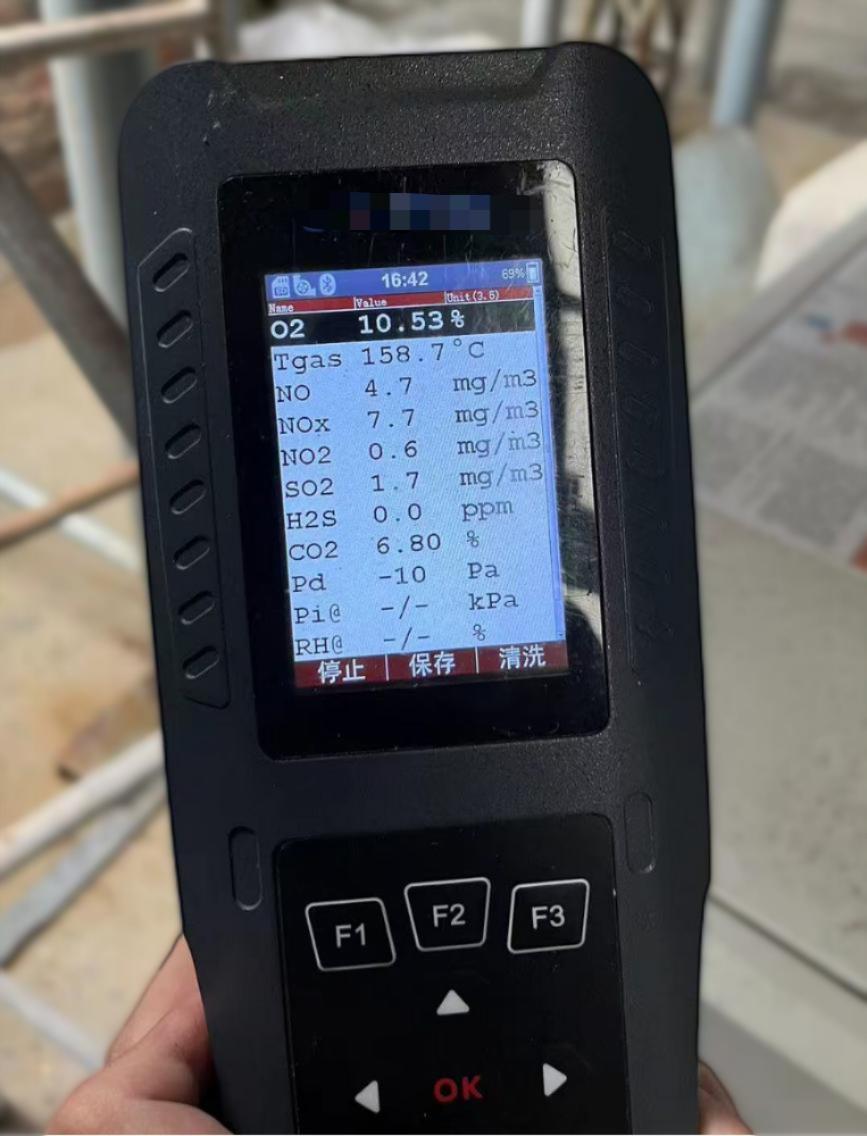 16:42 69%
Name Value Unit(3.5)
O2 10.53 %
Tgas 158.7 °C
NO 4.7 mg/m3
NOx 7.7 mg/m3
NO2 0.6 mg/m3
SO2 1.7 mg/m3
H2S 0.0 ppm
CO2 6.80 %
Pd -10 Pa
Pi@ -/- kPa
RH@ -/- %
停止 保存 清洗
F1 F2 F3
OK